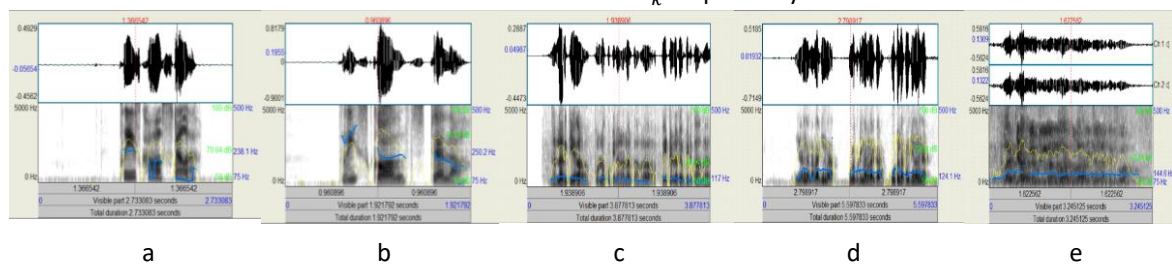 k
1.366542 0.960896 1.938906 2.798917 1.622562
0.4929 0.8179 0.2887 0.5185 0.5816
-0.05654 0.1955 0.04987 0.01932 0.1309
0 Ch 1
-0.4562 -0.9001 -0.4473 -0.7149 -0.5624
0.5816
0.1322
Ch 2
-0.5624
5000 Hz 500 Hz 5000 Hz 500 Hz 5000 Hz 500 Hz 5000 Hz 500 Hz 5000 Hz 500 Hz
238.1 Hz 250.2 Hz 117 Hz 124.1 Hz
0 Hz 75 Hz 0 Hz 75 Hz 0 Hz 0 Hz 0 Hz 75 Hz
1.366542 1.366542 0.960896 0.960896 1.938906 1.938906 2.798917 2.798917 1.622562 1.622562
0 Visible part 2.733083 seconds 2.733083 0 Visible part 1.921792 seconds 1.921792 0 Visible part 3.877813 seconds 3.877813 0 Visible part 5.597833 seconds 5.597833 0 Visible part 3.245125 seconds 3.245125
Total duration 2.733083 seconds Total duration 1.921792 seconds Total duration 3.877813 seconds Total duration 5.597833 seconds Total duration 3.245125 seconds
a b c d e